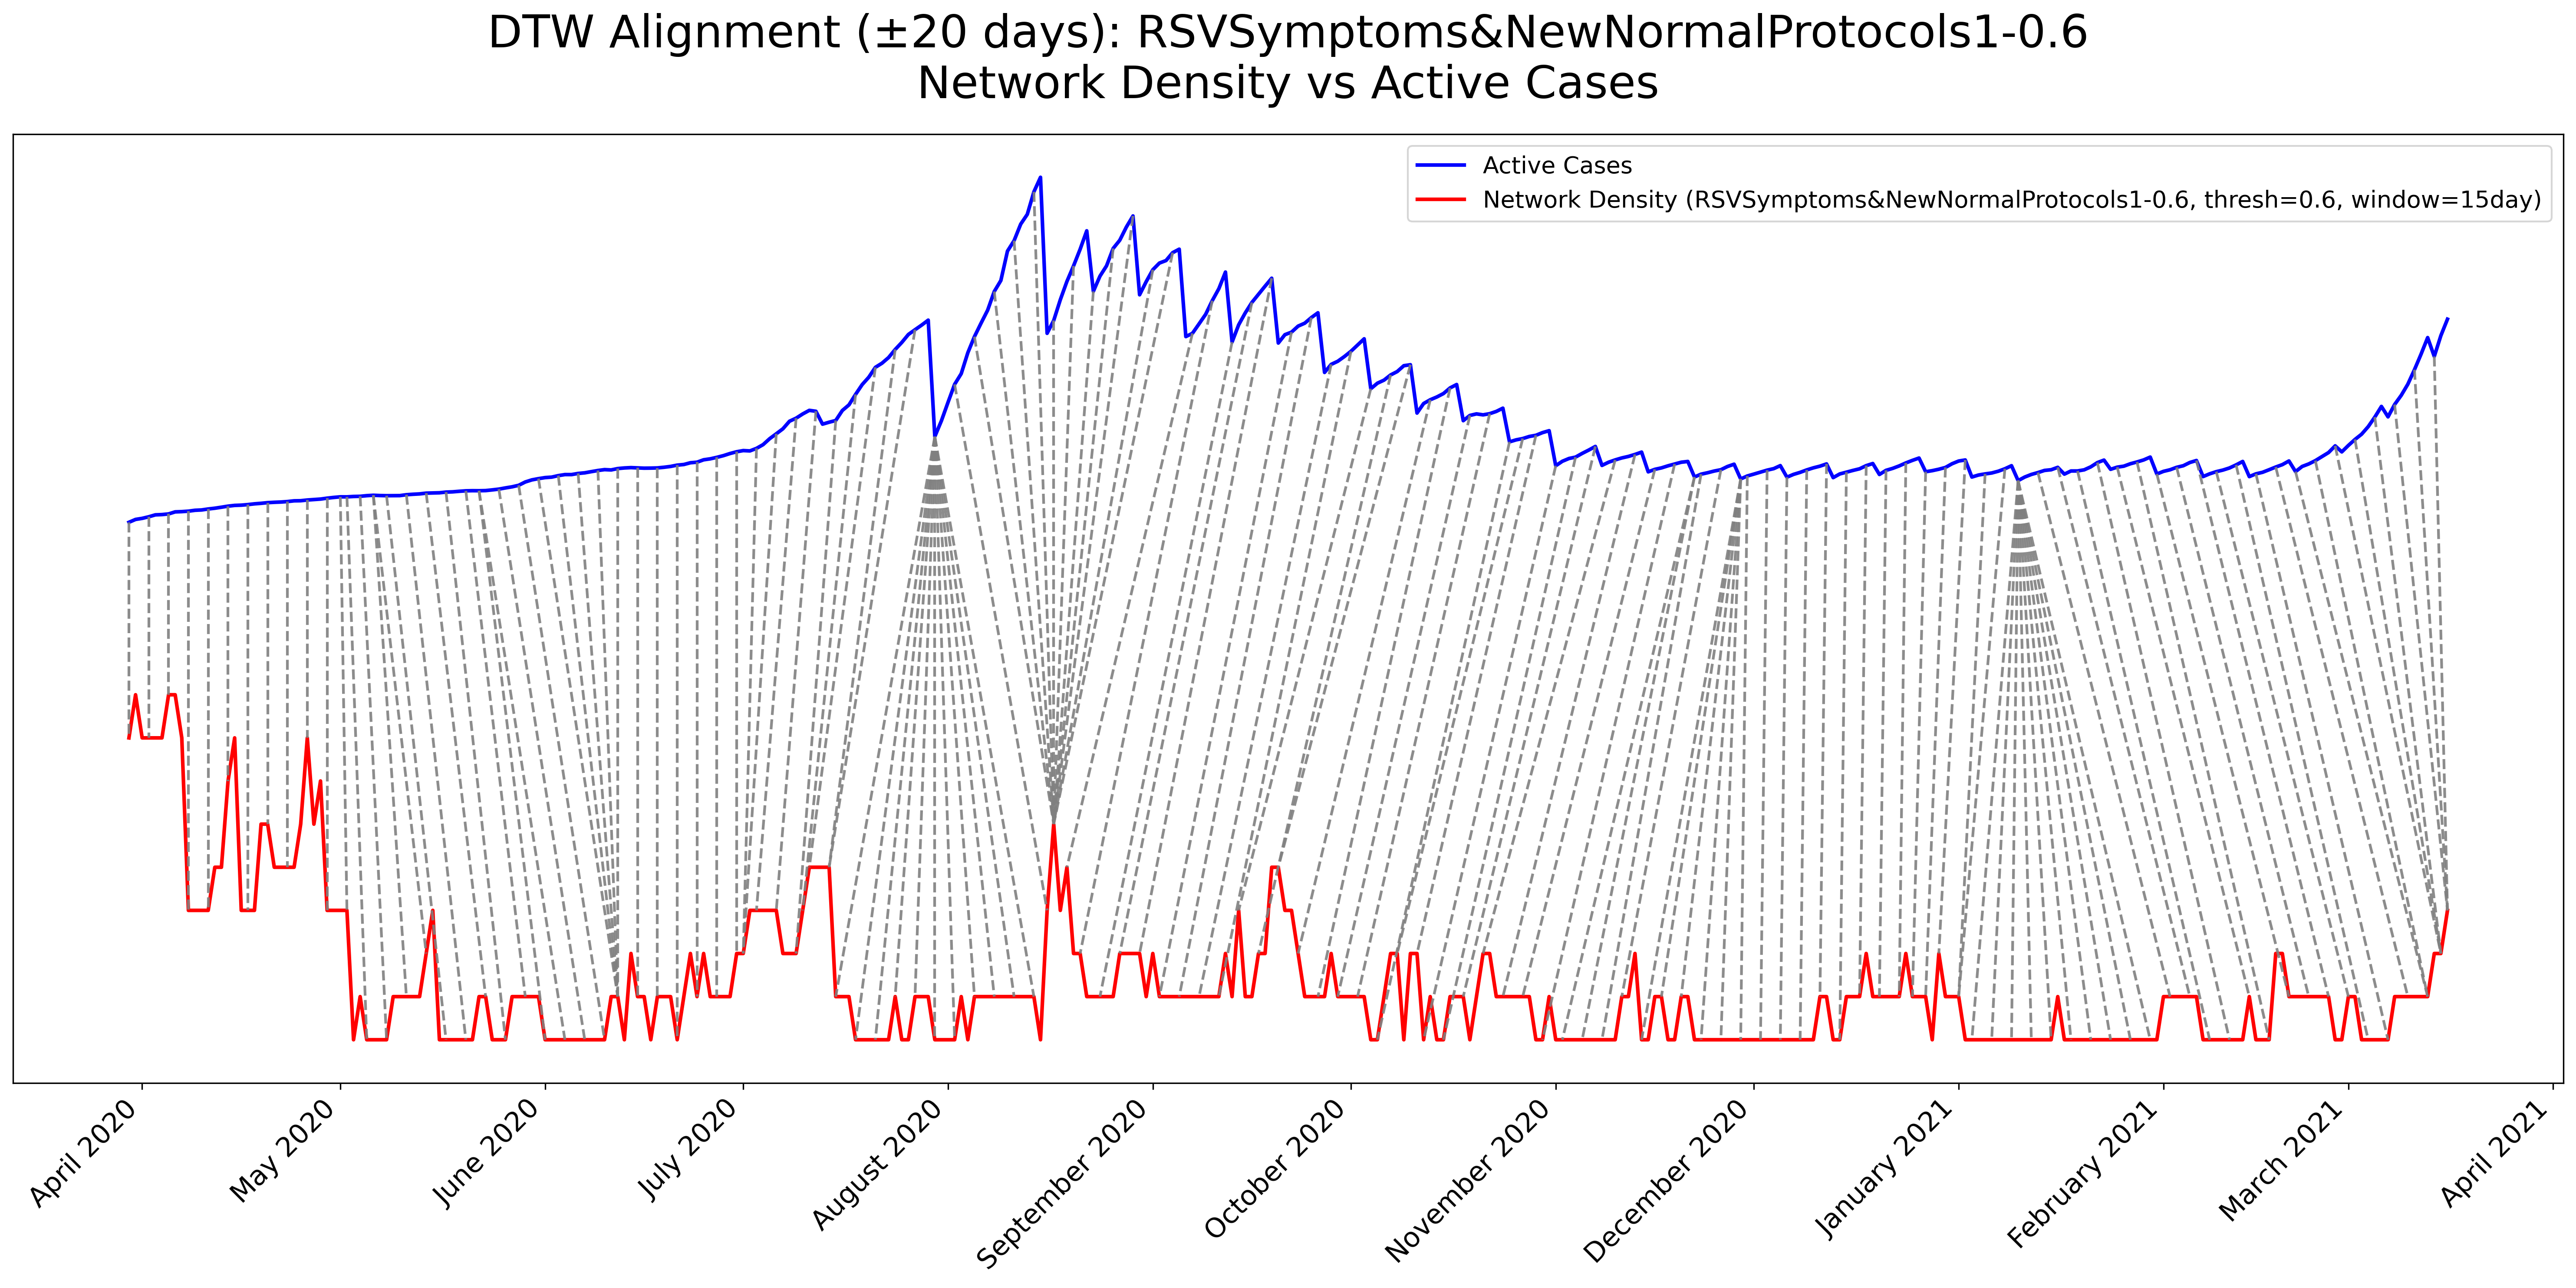 DTW Alignment (±20 days): RSVSymptoms&NewNormalProtocols1-0.6
Network Density vs Active Cases
Active Cases
Network Density (RSVSymptoms&NewNormalProtocols1-0.6, thresh=0.6, window=15day)
April 2020
May 2020
June 2020
July 2020
August 2020
September 2020
October 2020
November 2020
December 2020
January 2021
February 2021
March 2021
April 2021